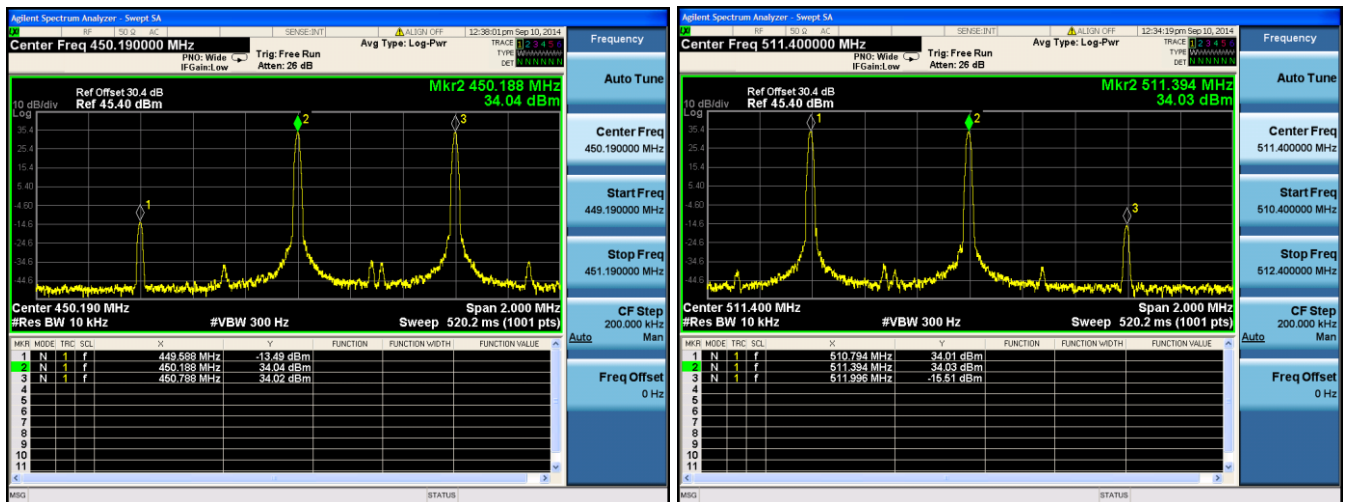 Agilent Spectrum Analyzer - Swept SA
RF 50 Ω AC SENSE:INT ALIGN OFF 12:38:01 pm Sep 10, 2014
Center Freq 450.190000 MHz Avg Type: Log-Pwr TRACE 1 2 3 4 5 6
PNO: Wide Trig: Free Run TYPE
IFGain:Low Atten: 26 dB DET N N N N N N
Mkr2 450.188 MHz
34.04 dBm
Ref Offset 30.4 dB
10 dB/div Ref 45.40 dBm
Log
35.4
25.4
15.4
5.40
-4.60
-14.6
-24.6
-34.6
-44.6
1
2
3
Center 450.190 MHz Span 2.000 MHz
#Res BW 10 kHz #VBW 300 Hz Sweep 520.2 ms (1001 pts)
MKR MODE TRC SCL X Y FUNCTION FUNCTION WIDTH FUNCTION VALUE
1 N 1 f 449.588 MHz -13.49 dBm
2 N 1 f 450.188 MHz 34.04 dBm
3 N 1 f 450.788 MHz 34.02 dBm
4
5
6
7
8
9
10
11
MSG STATUS
Frequency
Auto Tune
Center Freq
450.190000 MHz
Start Freq
449.190000 MHz
Stop Freq
451.190000 MHz
CF Step
200.000 kHz
Auto Man
Freq Offset
0 Hz
Agilent Spectrum Analyzer - Swept SA
RF 50 Ω AC SENSE:INT ALIGN OFF 12:34:19 pm Sep 10, 2014
Center Freq 511.400000 MHz Avg Type: Log-Pwr TRACE 1 2 3 4 5 6
PNO: Wide Trig: Free Run TYPE
IFGain:Low Atten: 26 dB DET N N N N N N
Mkr2 511.394 MHz
34.03 dBm
Ref Offset 30.4 dB
10 dB/div Ref 45.40 dBm
Log
35.4
25.4
15.4
5.40
-4.60
-14.6
-24.6
-34.6
-44.6
1
2
3
Center 511.400 MHz Span 2.000 MHz
#Res BW 10 kHz #VBW 300 Hz Sweep 520.2 ms (1001 pts)
MKR MODE TRC SCL X Y FUNCTION FUNCTION WIDTH FUNCTION VALUE
1 N 1 f 510.794 MHz 34.01 dBm
2 N 1 f 511.394 MHz 34.03 dBm
3 N 1 f 511.996 MHz -15.51 dBm
4
5
6
7
8
9
10
11
MSG STATUS
Frequency
Auto Tune
Center Freq
511.400000 MHz
Start Freq
510.400000 MHz
Stop Freq
512.400000 MHz
CF Step
200.000 kHz
Auto Man
Freq Offset
0 Hz